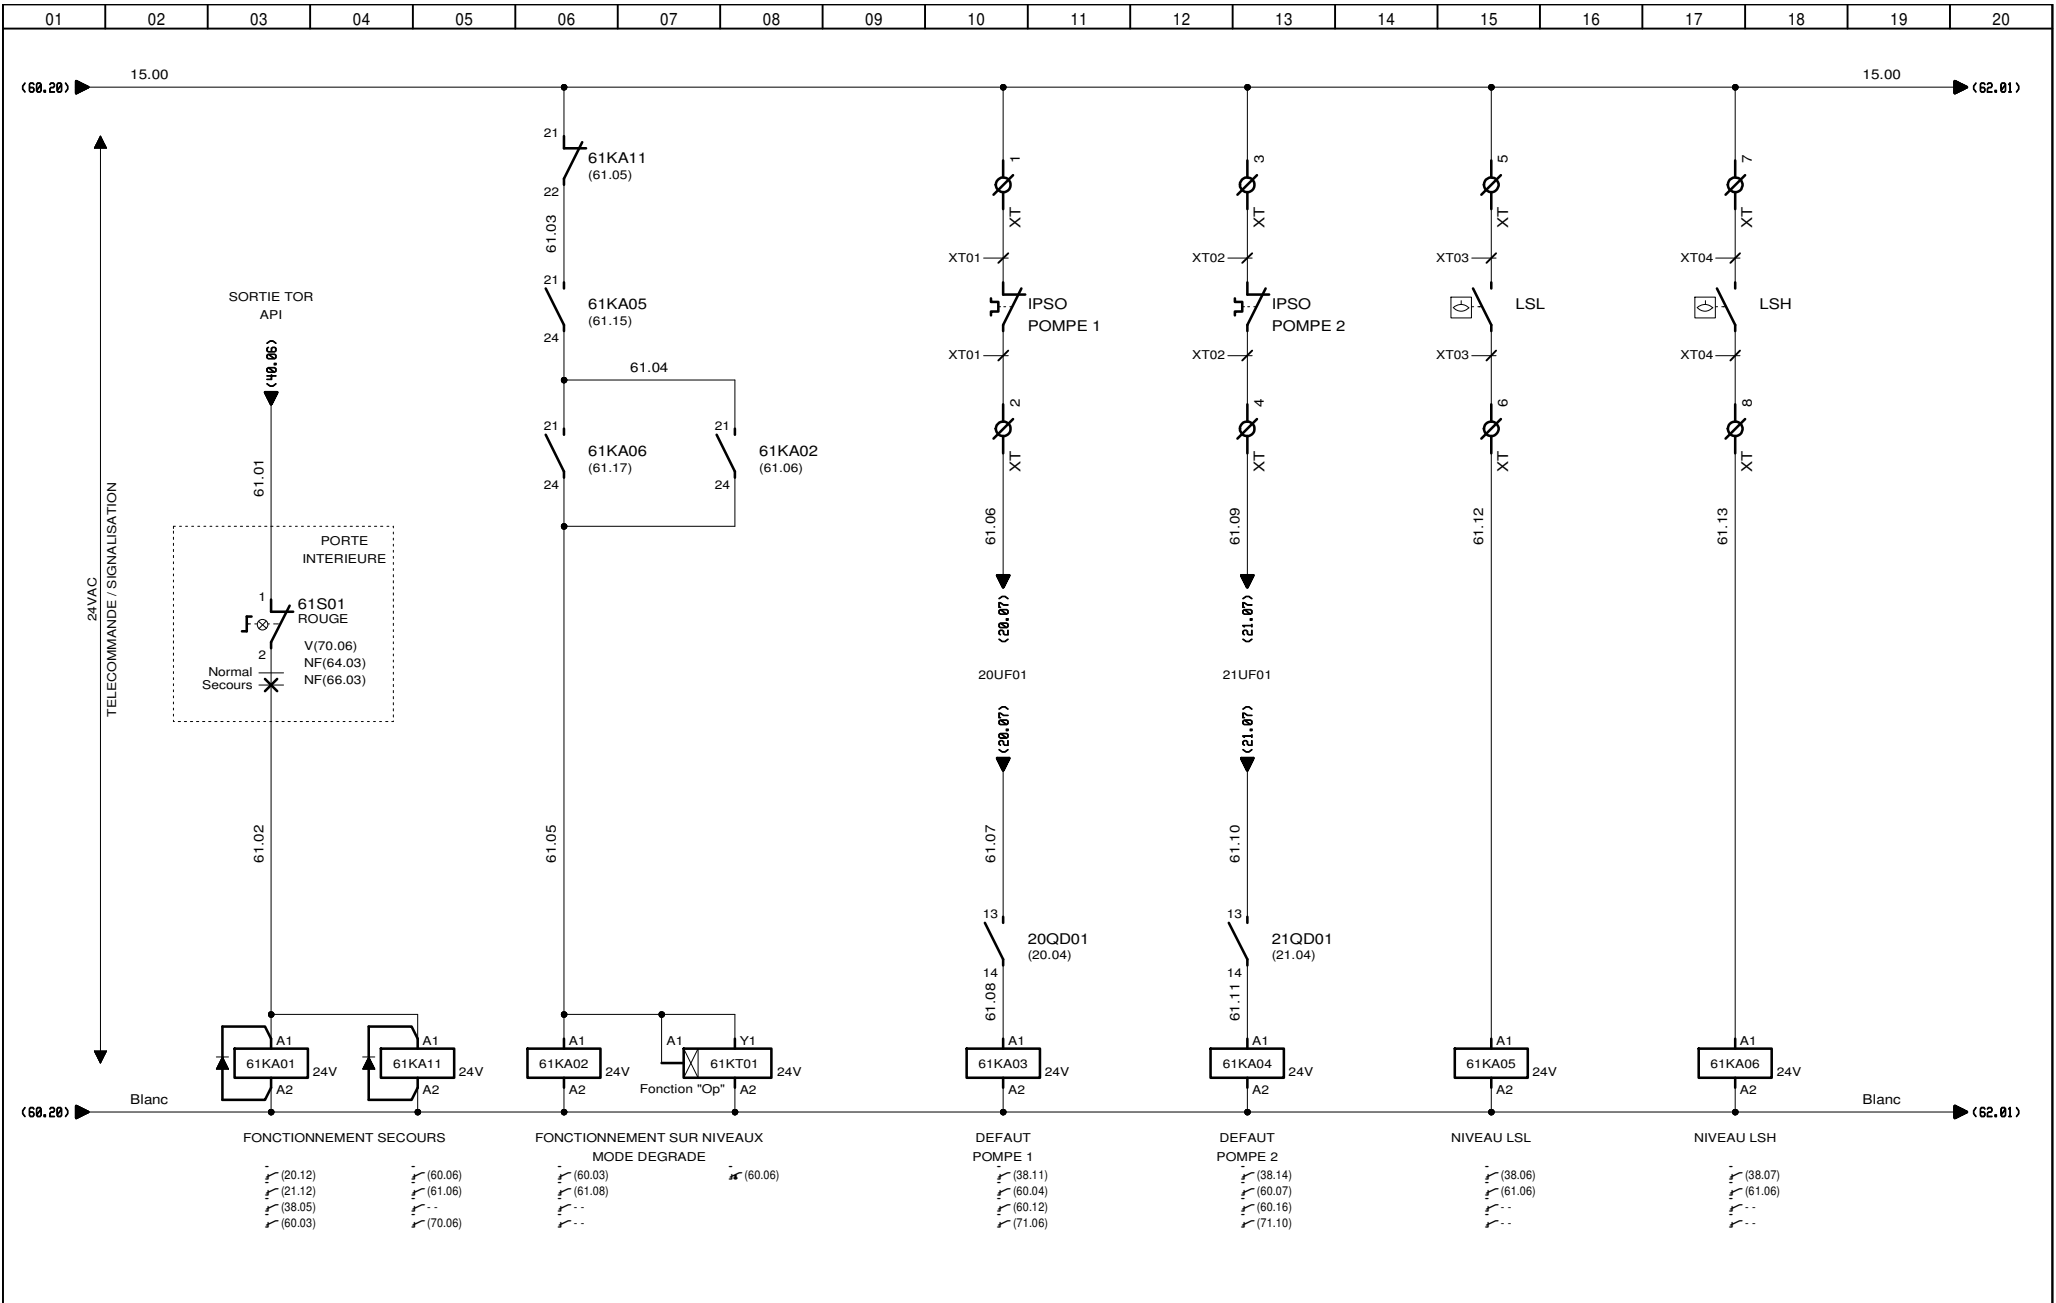 01 02 03 04 05 06 07 08 09 10 11 12 13 14 15 16 17 18 19 20
(60.20) 15.00 15.00 (62.01)
24VAC
TELECOMMANDE / SIGNALISATION
SORTIE TOR
API
(40.06)
61.01
PORTE
INTERIEURE
1
61S01
ROUGE
2
V(70.06)
NF(64.03)
NF(66.03)
Normal
Secours
61.02
A1
61KA01
24V
A2
A1
61KA11
24V
A2
FONCTIONNEMENT SECOURS
(20.12)
(21.12)
(38.05)
(60.03)
(60.06)
(61.06)
--
(70.06)
21
61KA11
(61.05)
22
61.03
21
61KA05
(61.15)
24
61.04
21
61KA06
(61.17)
24
21
61KA02
(61.06)
24
61.05
A1
61KA02
24V
A2
A1
Y1
61KT01
24V
Fonction "Op"
A2
FONCTIONNEMENT SUR NIVEAUX
MODE DEGRADE
(60.03)
(61.08)
--
--
(60.06)
1
XT
XT01
IPSO
POMPE 1
XT01
2
XT
61.06
(20.07)
20UF01
(20.07)
61.07
13
20QD01
(20.04)
14
61.08
A1
61KA03
24V
A2
DEFAUT
POMPE 1
(38.11)
(60.04)
(60.12)
(71.06)
3
XT
XT02
IPSO
POMPE 2
XT02
4
XT
61.09
(21.07)
21UF01
(21.07)
61.10
13
21QD01
(21.04)
14
61.11
A1
61KA04
24V
A2
DEFAUT
POMPE 2
(38.14)
(60.07)
(60.16)
(71.10)
5
XT
XT03
LSL
XT03
6
XT
61.12
A1
61KA05
24V
A2
NIVEAU LSL
(38.06)
(61.06)
--
--
7
XT
XT04
LSH
XT04
8
XT
61.13
A1
61KA06
24V
A2
NIVEAU LSH
(38.07)
(61.06)
--
--
(60.20) Blanc Blanc (62.01)